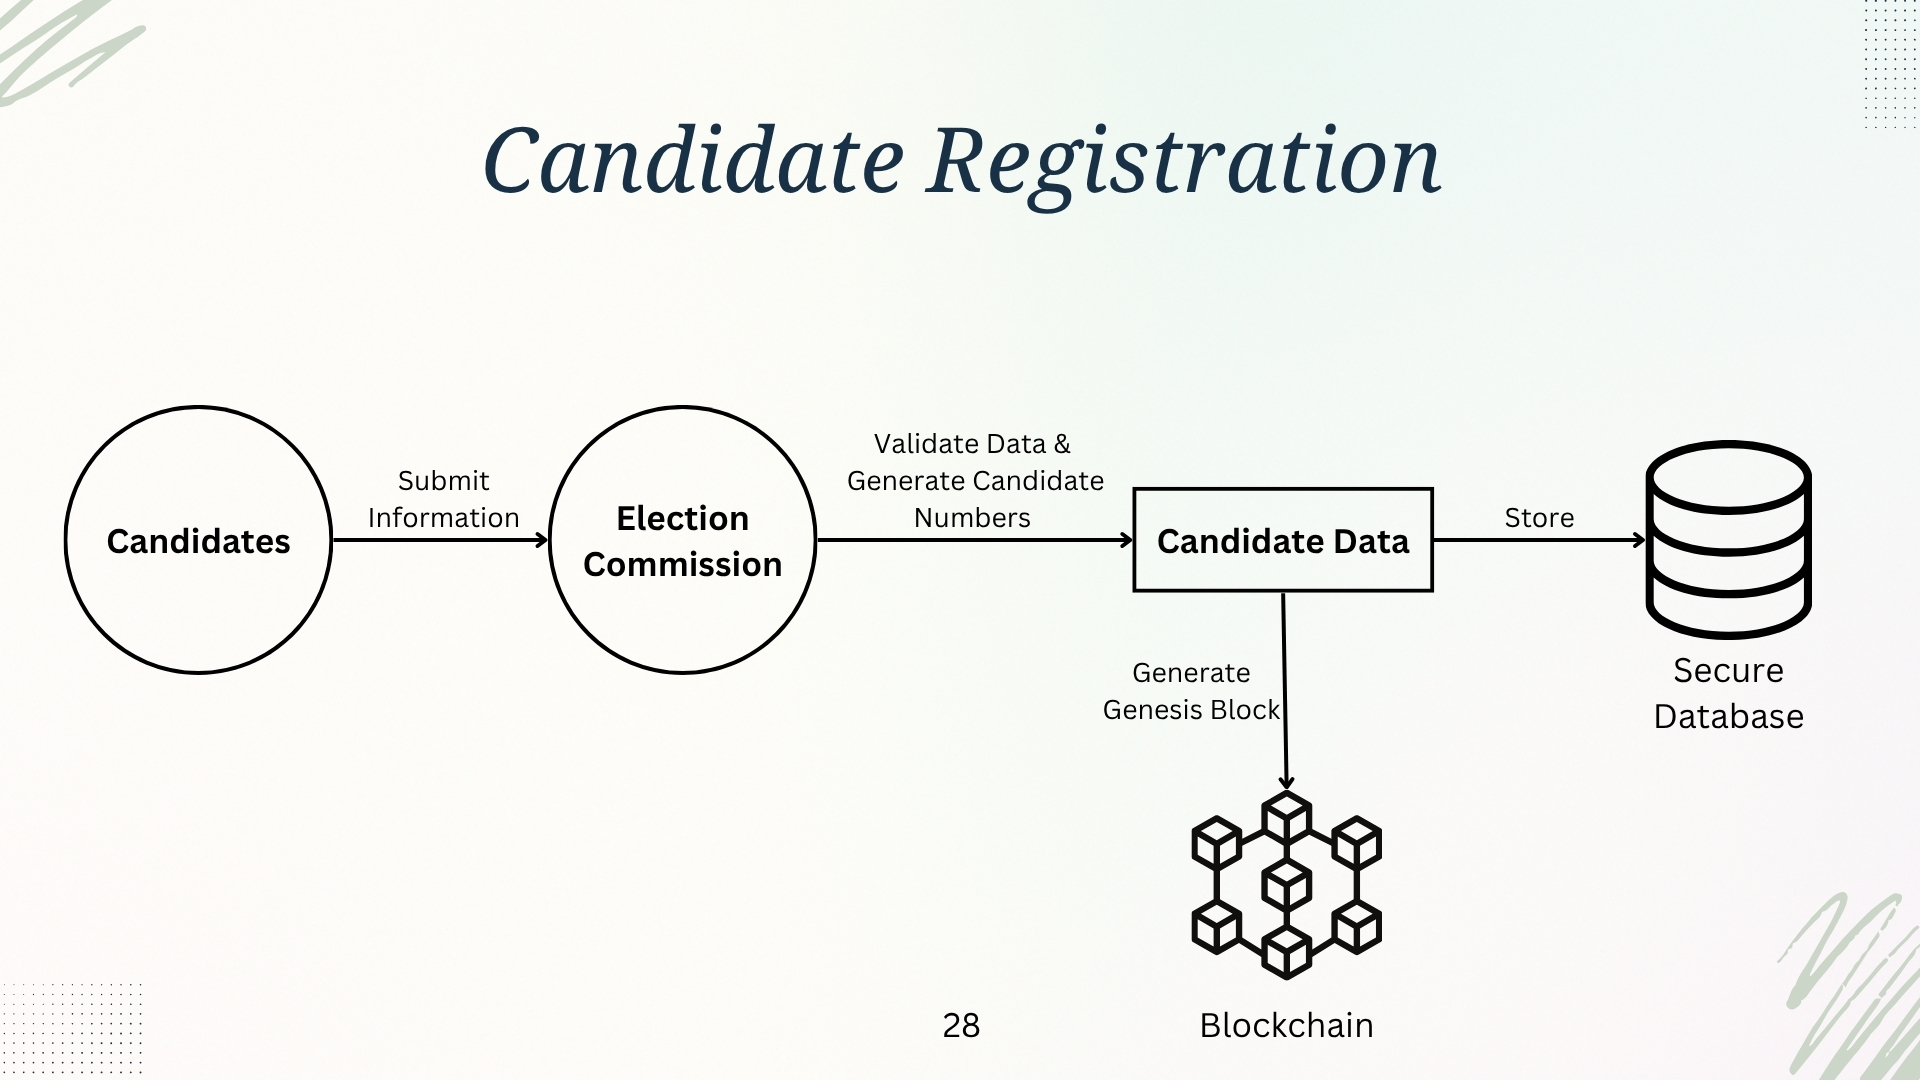 Candidate Registration
Candidates
Submit
Information
Election
Commission
Validate Data &
Generate Candidate
Numbers
Candidate Data
Store
Secure
Database
Generate
Genesis Block
Blockchain
28